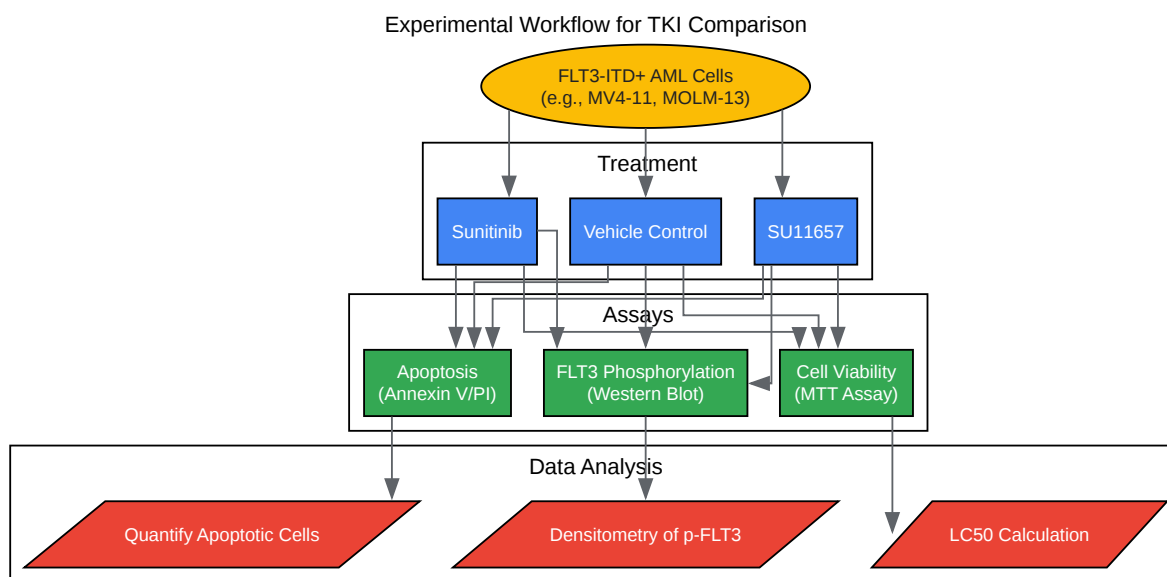 Experimental Workflow for TKI Comparison
FLT3-ITD+ AML Cells
(e.g., MV4-11, MOLM-13)
Treatment
Sunitinib
Vehicle Control
SU11657
Assays
Apoptosis
(Annexin V/PI)
FLT3 Phosphorylation
(Western Blot)
Cell Viability
(MTT Assay)
Data Analysis
Quantify Apoptotic Cells
Densitometry of p-FLT3
LC50 Calculation